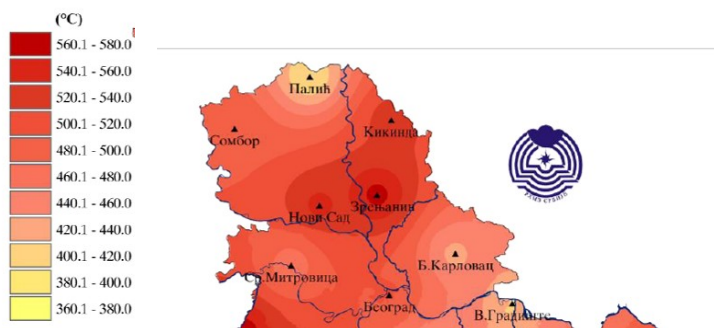 (°C)
560.1 - 580.0
540.1 - 560.0
520.1 - 540.0
500.1 - 520.0
480.1 - 500.0
460.1 - 480.0
440.1 - 460.0
420.1 - 440.0
400.1 - 420.0
380.1 - 400.0
360.1 - 380.0
Палић
Кикинда
Сомбор
Зрењанин
Нови Сад
Б.Карловац
Ср.Митровица
Београд
В.Градиште